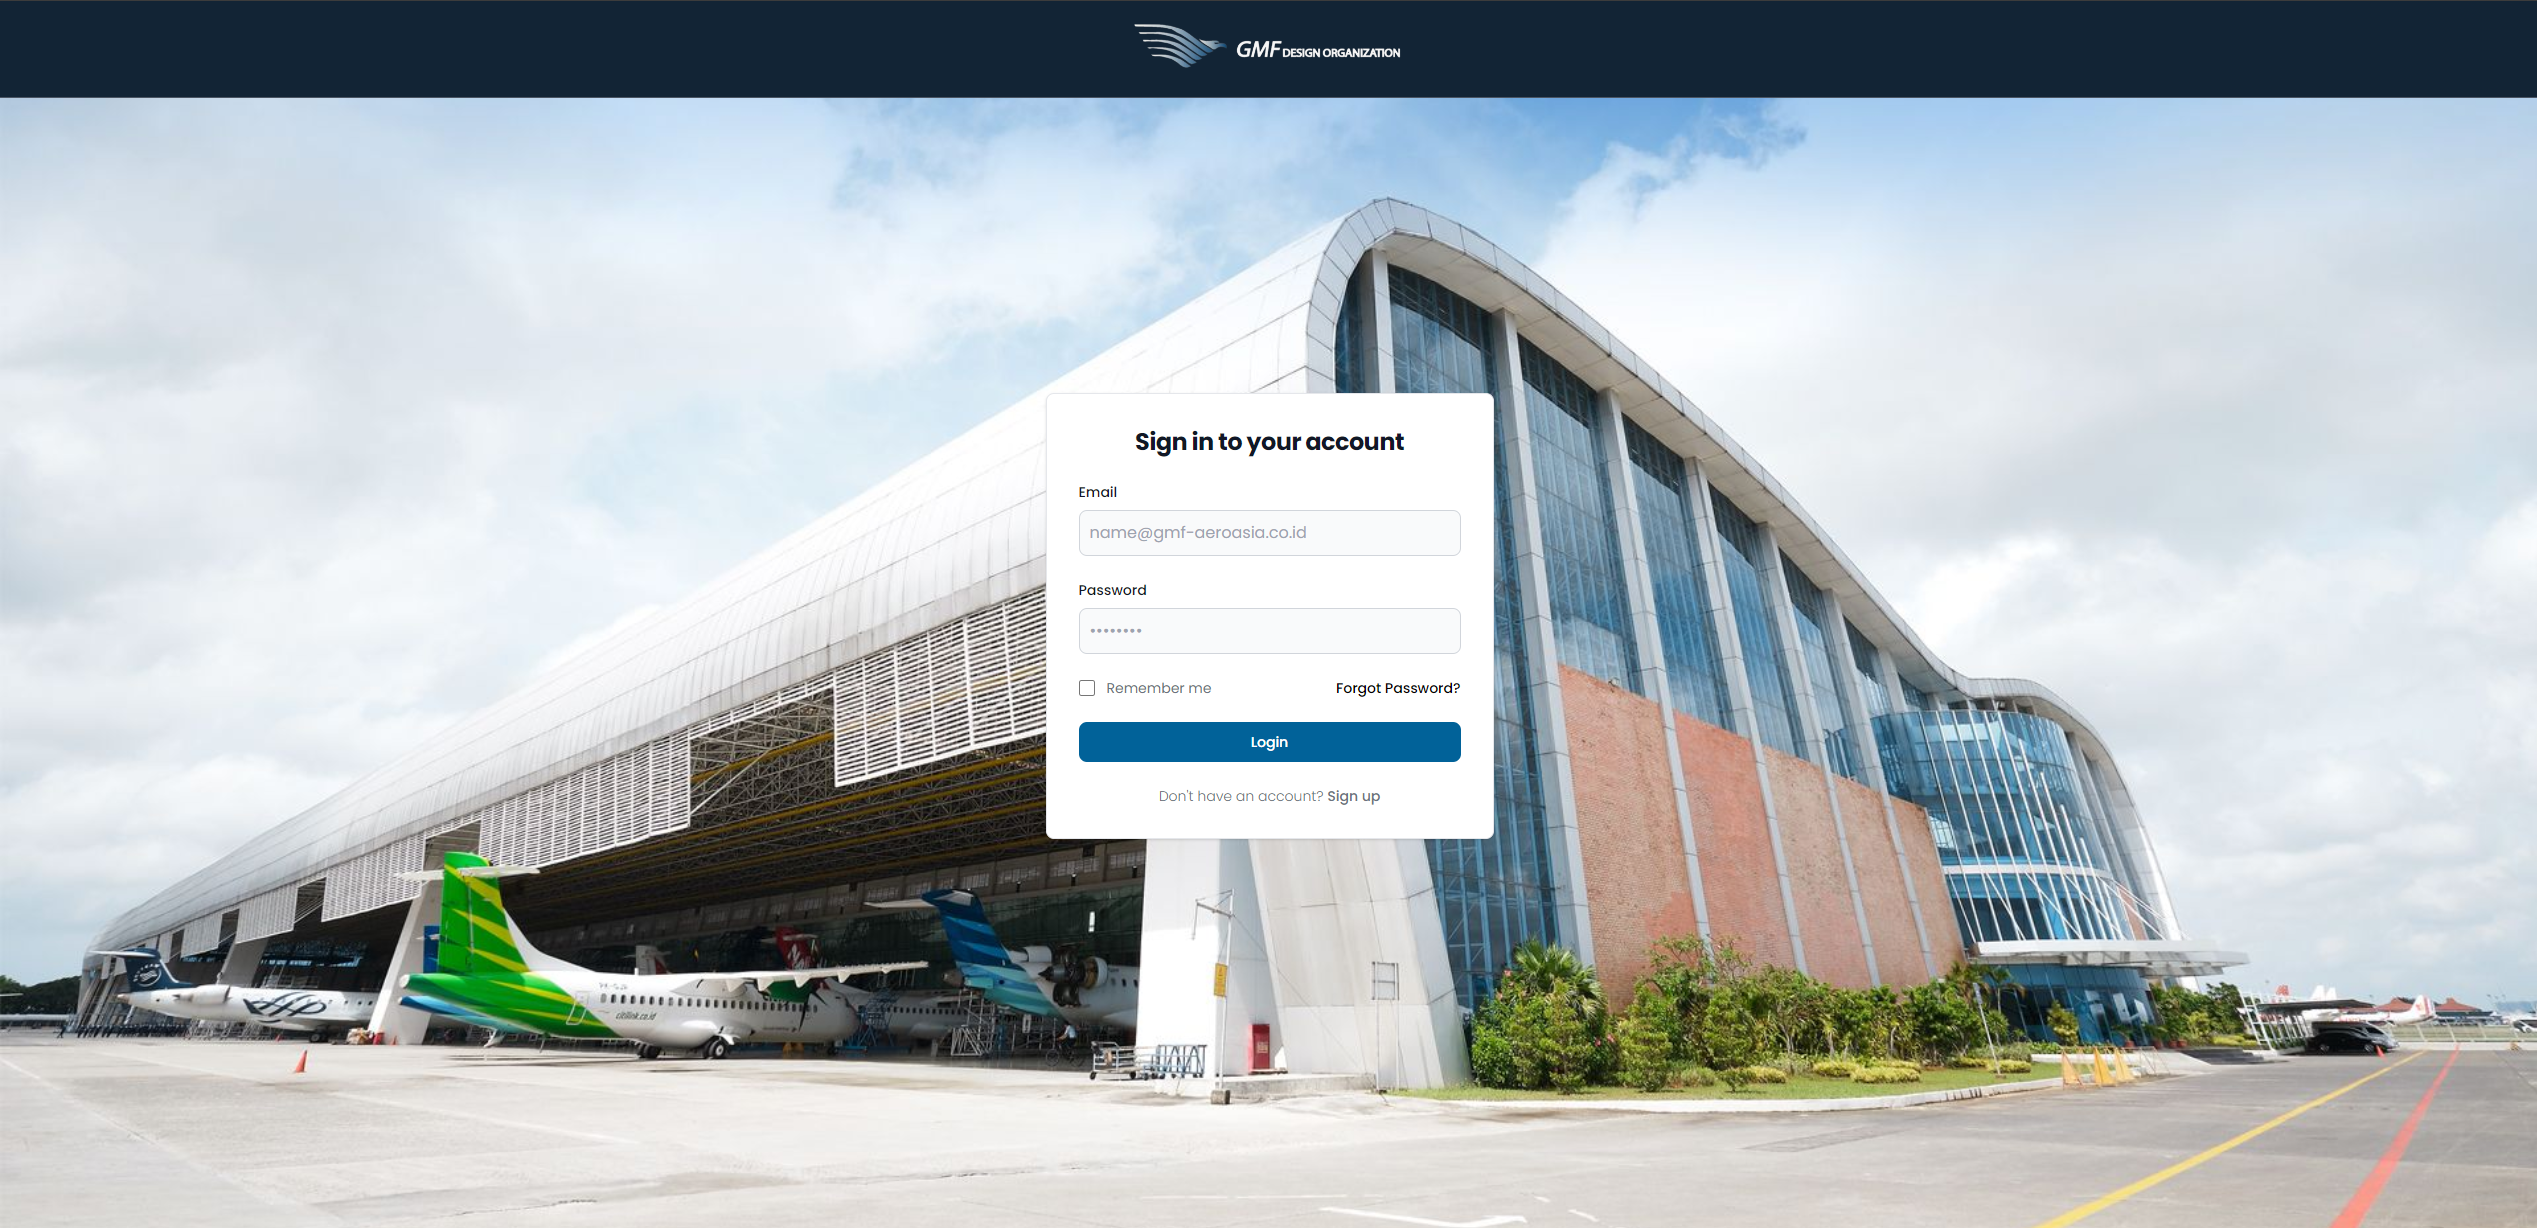 GMF DESIGN ORGANIZATION
Sign in to your account
Email
name@gmf-aeroasia.co.id
Password
••••••••
Remember me
Forgot Password?
Login
Don't have an account? Sign up
citilink.co.id